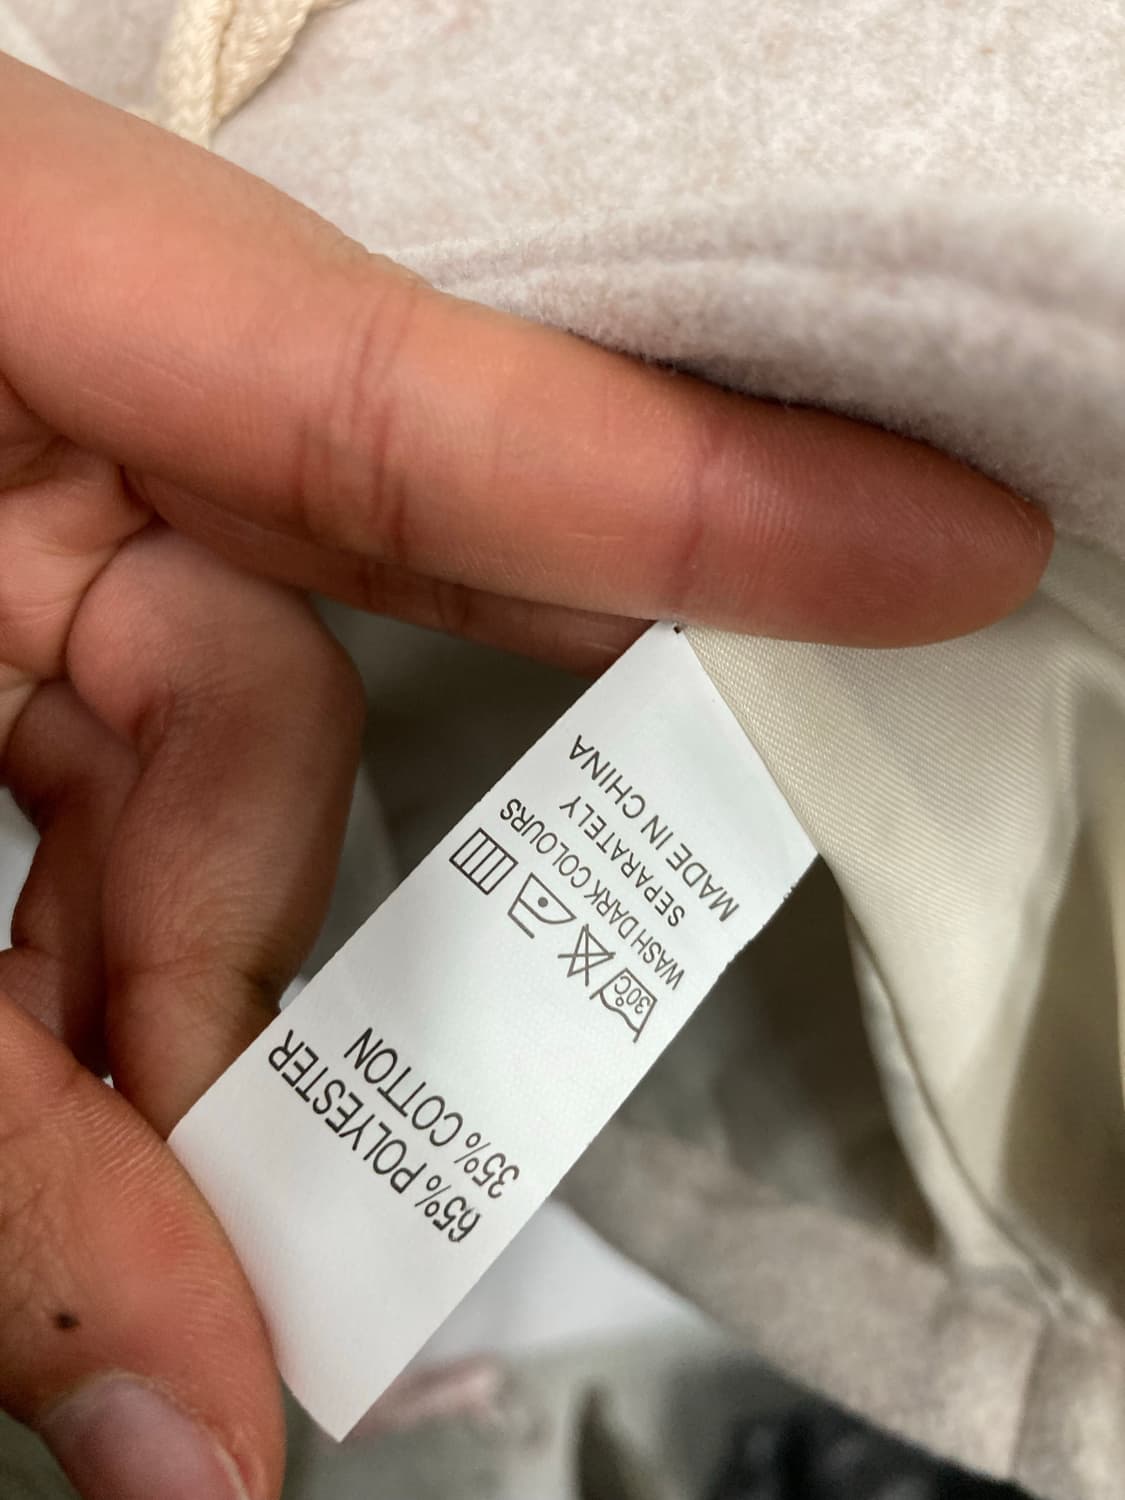 65% POLYESTER
35% COTTON
30°C
WASH DARK COLOURS
SEPARATELY
MADE IN CHINA